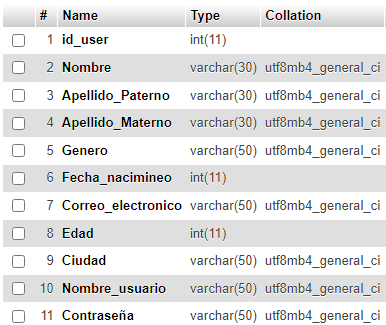 # Name Type Collation
1 id_user int(11)
2 Nombre varchar(30) utf8mb4_general_ci
3 Apellido_Paterno varchar(30) utf8mb4_general_ci
4 Apellido_Materno varchar(30) utf8mb4_general_ci
5 Genero varchar(50) utf8mb4_general_ci
6 Fecha_nacimineo int(11)
7 Correo_electronico varchar(50) utf8mb4_general_ci
8 Edad int(11)
9 Ciudad varchar(50) utf8mb4_general_ci
10 Nombre_usuario varchar(50) utf8mb4_general_ci
11 Contraseña varchar(50) utf8mb4_general_ci